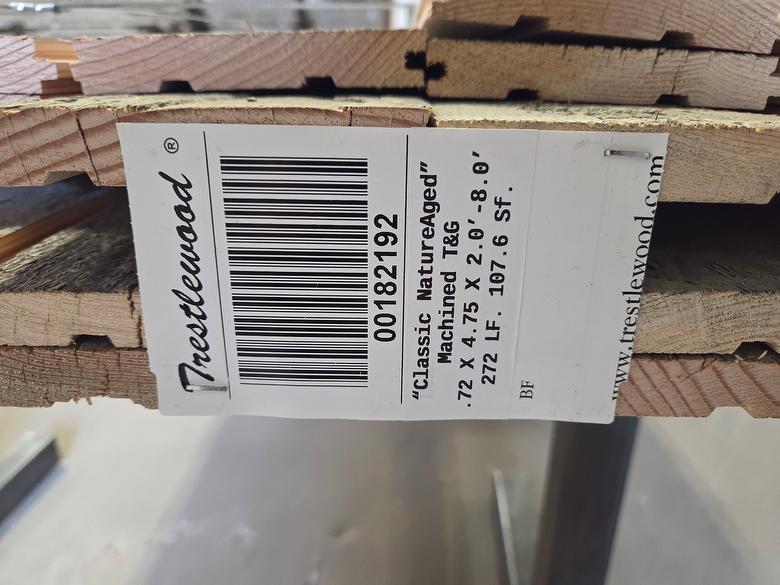 Trestlewood ®
00182192
"Classic NatureAged"
Machined T&G
.72 X 4.75 X 2.0'-8.0'
272 LF. 107.6 Sf.
BF
www.trestlewood.com